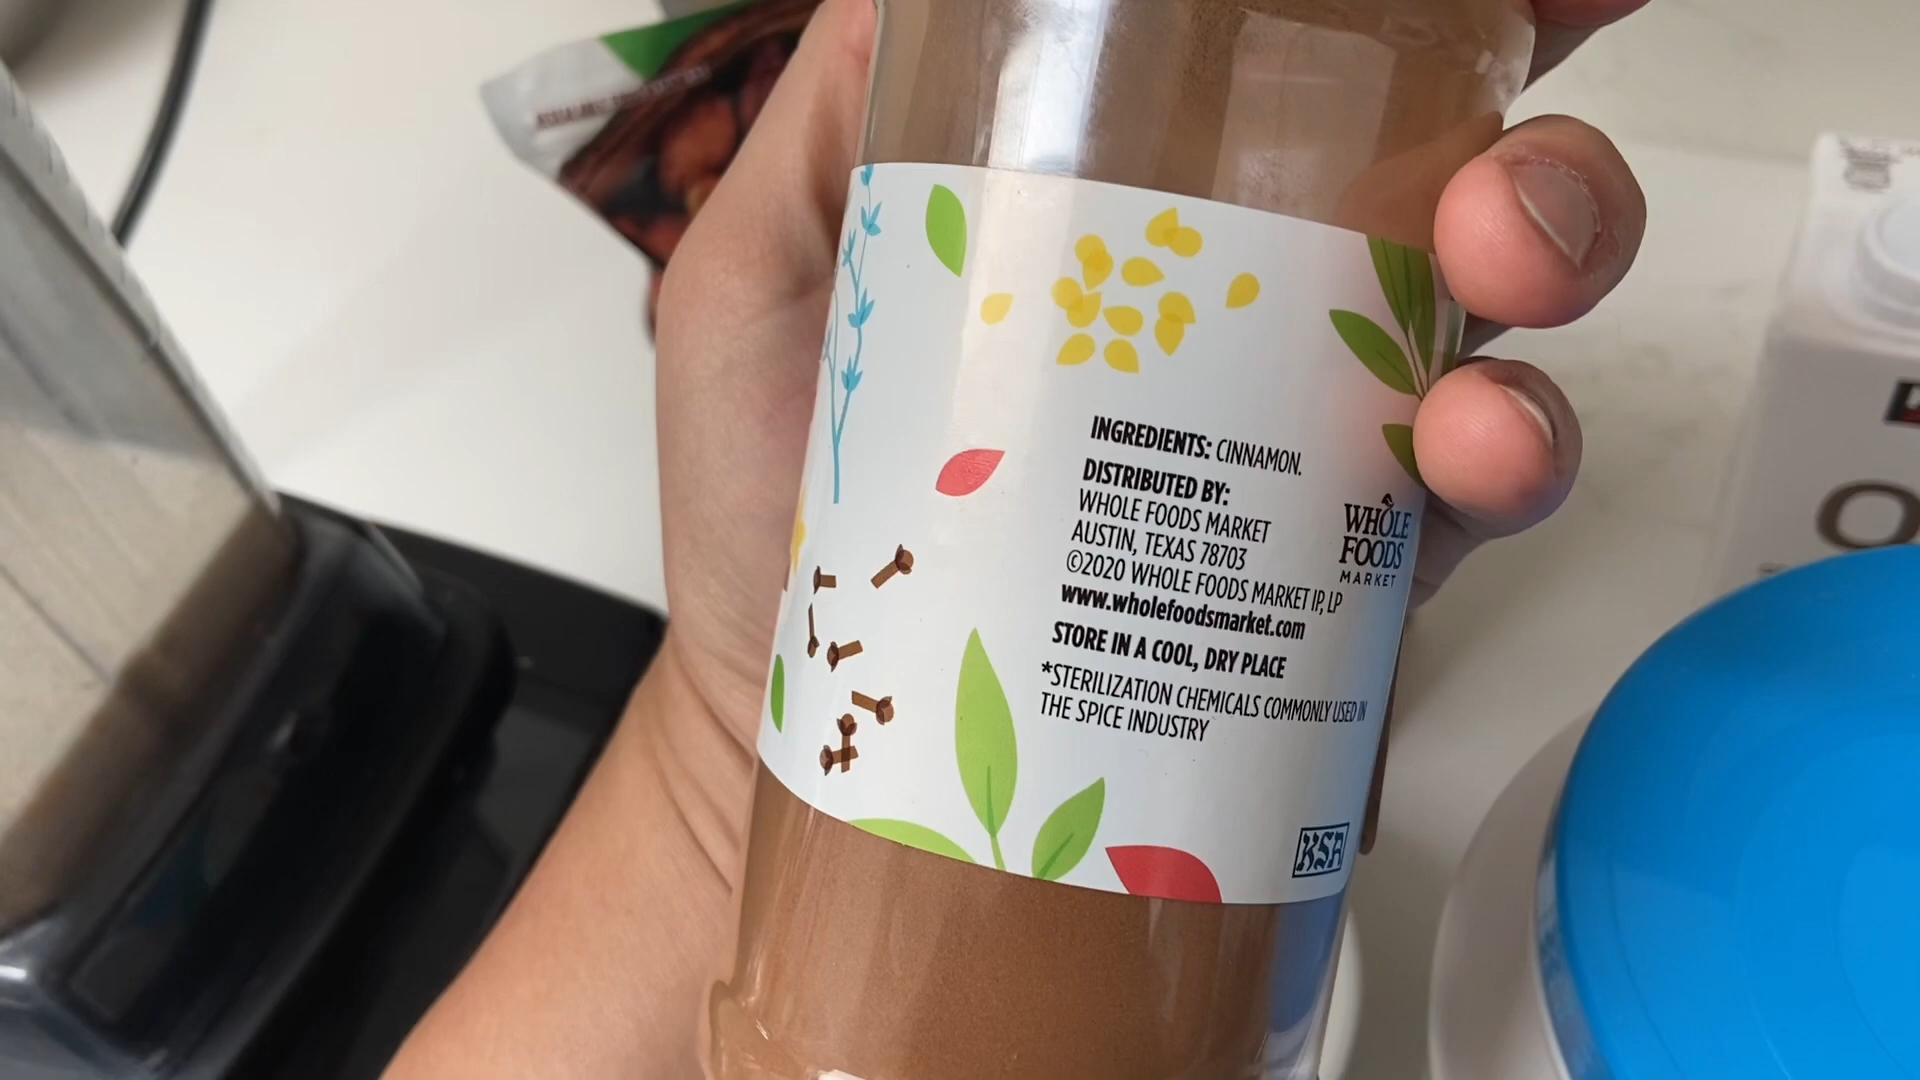 INGREDIENTS: CINNAMON.
DISTRIBUTED BY:
WHOLE FOODS MARKET
AUSTIN, TEXAS 78703
©2020 WHOLE FOODS MARKET IP, LP
www.wholefoodsmarket.com
STORE IN A COOL, DRY PLACE
*STERILIZATION CHEMICALS COMMONLY USED IN
THE SPICE INDUSTRY
WHOLE
FOODS
MARKET
KSA